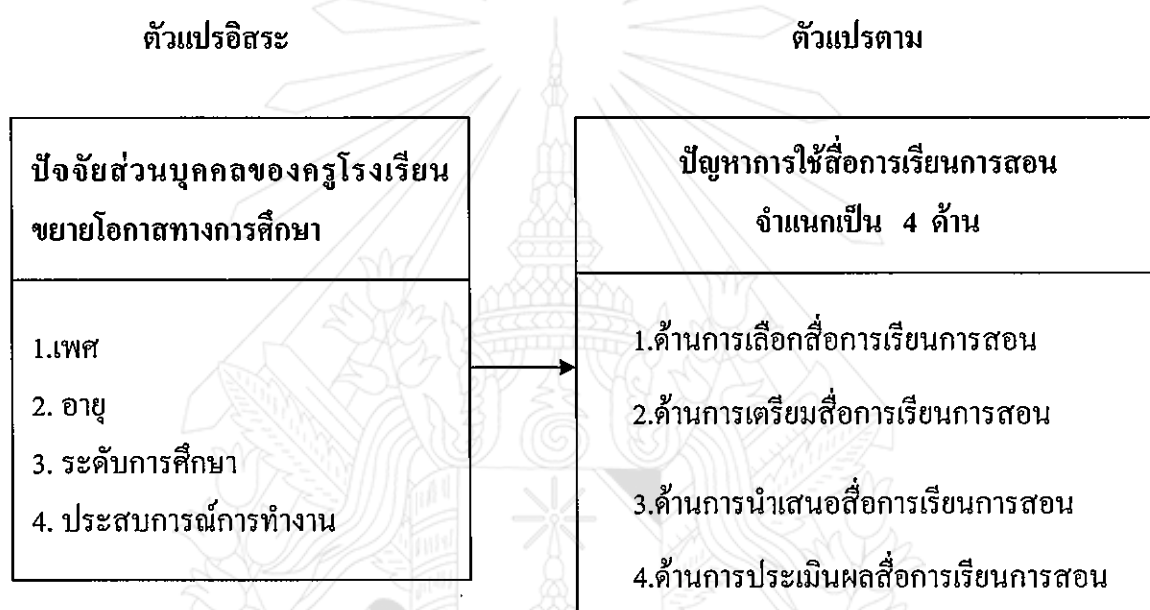 ตัวแปรอิสระ
ตัวแปรตาม
ปัจจัยส่วนบุคคลของครูโรงเรียน
ขยายโอกาสทางการศึกษา
1.เพศ
2. อายุ
3. ระดับการศึกษา
4. ประสบการณ์การทำงาน
ปัญหาการใช้สื่อการเรียนการสอน
จำแนกเป็น 4 ด้าน
1.ด้านการเลือกสื่อการเรียนการสอน
2.ด้านการเตรียมสื่อการเรียนการสอน
3.ด้านการนำเสนอสื่อการเรียนการสอน
4.ด้านการประเมินผลสื่อการเรียนการสอน